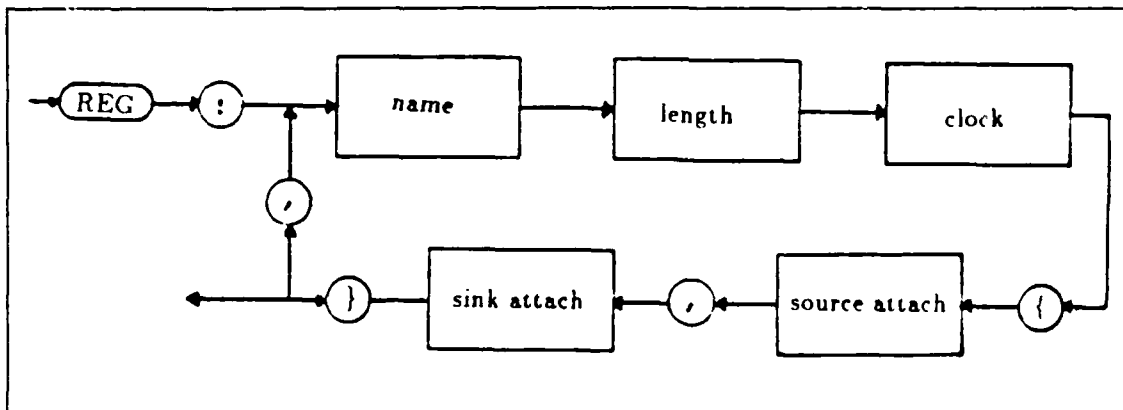 REG : name length clock
,
} sink attach , source attach {